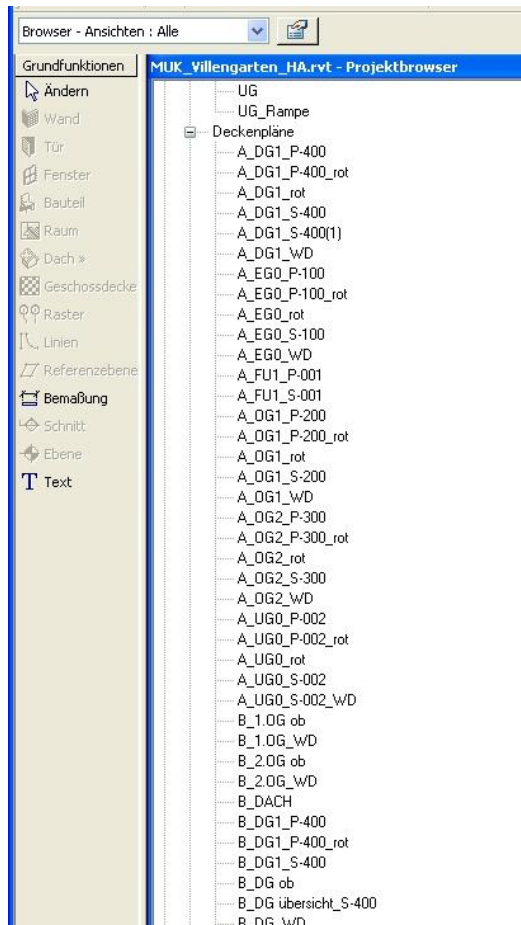 Browser - Ansichten : Alle
Grundfunktionen
Ändern
Wand
Tür
Fenster
Bauteil
Raum
Dach »
Geschossdecke
Raster
Linien
Referenzebene
Bemaßung
Schnitt
Ebene
Text
MUK_Villengarten_HA.rvt - Projektbrowser
UG
UG_Rampe
Deckenpläne
A_DG1_P-400
A_DG1_P-400_rot
A_DG1_rot
A_DG1_S-400
A_DG1_S-400(1)
A_DG1_WD
A_EG0_P-100
A_EG0_P-100_rot
A_EG0_rot
A_EG0_S-100
A_EG0_WD
A_FU1_P-001
A_FU1_S-001
A_OG1_P-200
A_OG1_P-200_rot
A_OG1_rot
A_OG1_S-200
A_OG1_WD
A_OG2_P-300
A_OG2_P-300_rot
A_OG2_rot
A_OG2_S-300
A_OG2_WD
A_UG0_P-002
A_UG0_P-002_rot
A_UG0_rot
A_UG0_S-002
A_UG0_S-002_WD
B_1.OG ob
B_1.OG_WD
B_2.OG ob
B_2.OG_WD
B_DACH
B_DG1_P-400
B_DG1_P-400_rot
B_DG1_S-400
B_DG ob
B_DG übersicht_S-400
B_DG_WD